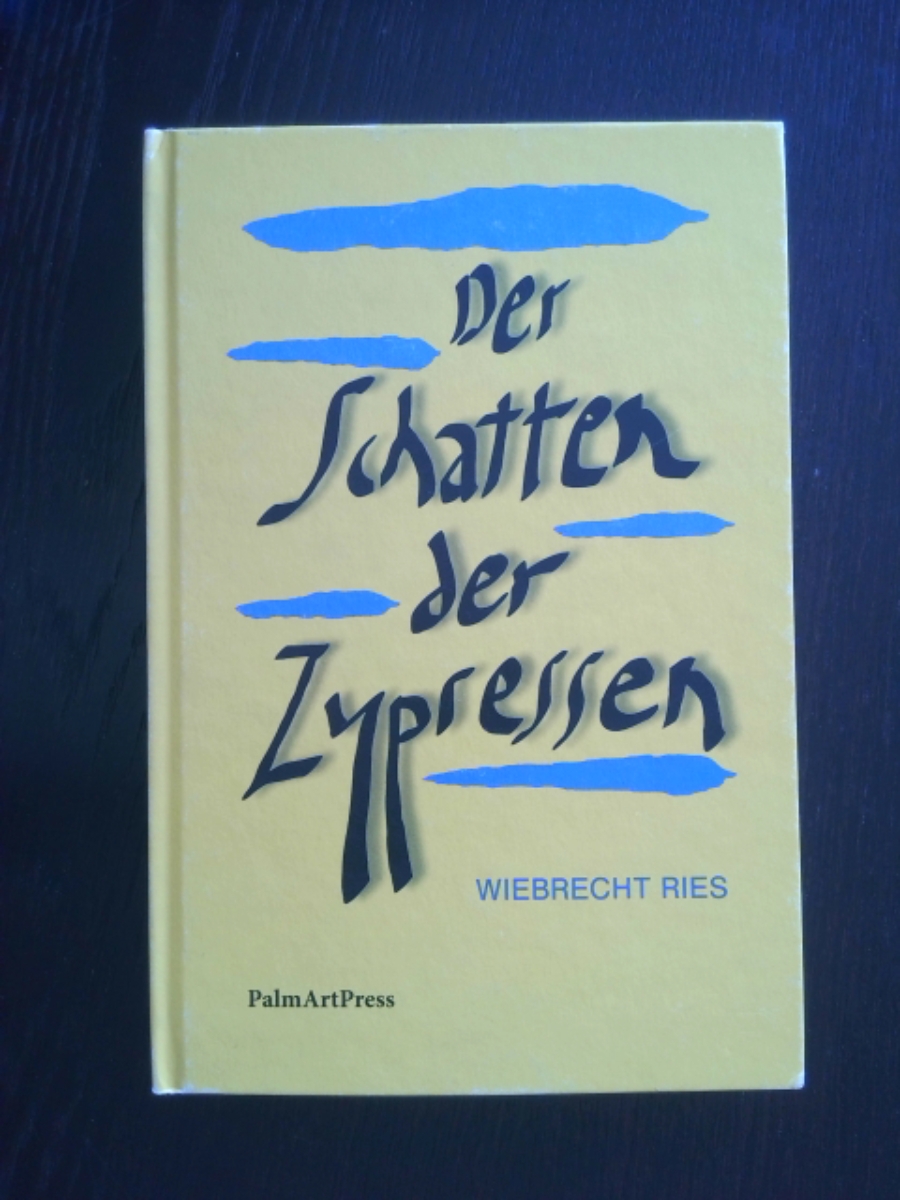 Der
Schatten
der
Zypressen
WIEBRECHT RIES
PalmArtPress